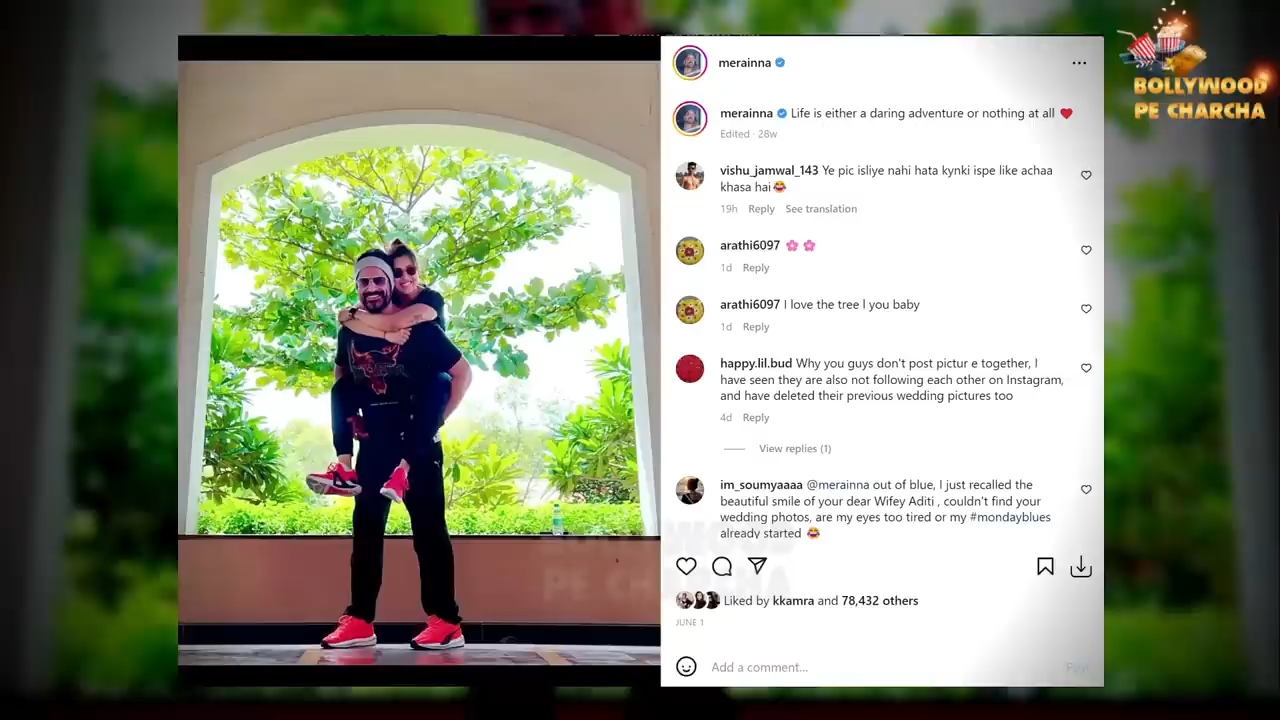 BOLLYWOOD
PE CHARCHA
merainna
merainna Life is either a daring adventure or nothing at all ❤️
Edited · 28w
vishu_jamwal_143 Ye pic isliye nahi hata kynki ispe like achaa
khasa hai😂
19h Reply See translation
arathi6097 🌸 🌸
1d Reply
arathi6097 I love the tree l you baby
1d Reply
happy.lil.bud Why you guys don't post pictur e together, I
have seen they are also not following each other on Instagram,
and have deleted their previous wedding pictures too
4d Reply
View replies (1)
im_soumyaaaa @merainna out of blue, I just recalled the
beautiful smile of your dear Wifey Aditi , couldn't find your
wedding photos, are my eyes too tired or my #mondayblues
already started 😂
Liked by kkamra and 78,432 others
JUNE 1
Add a comment...
Post